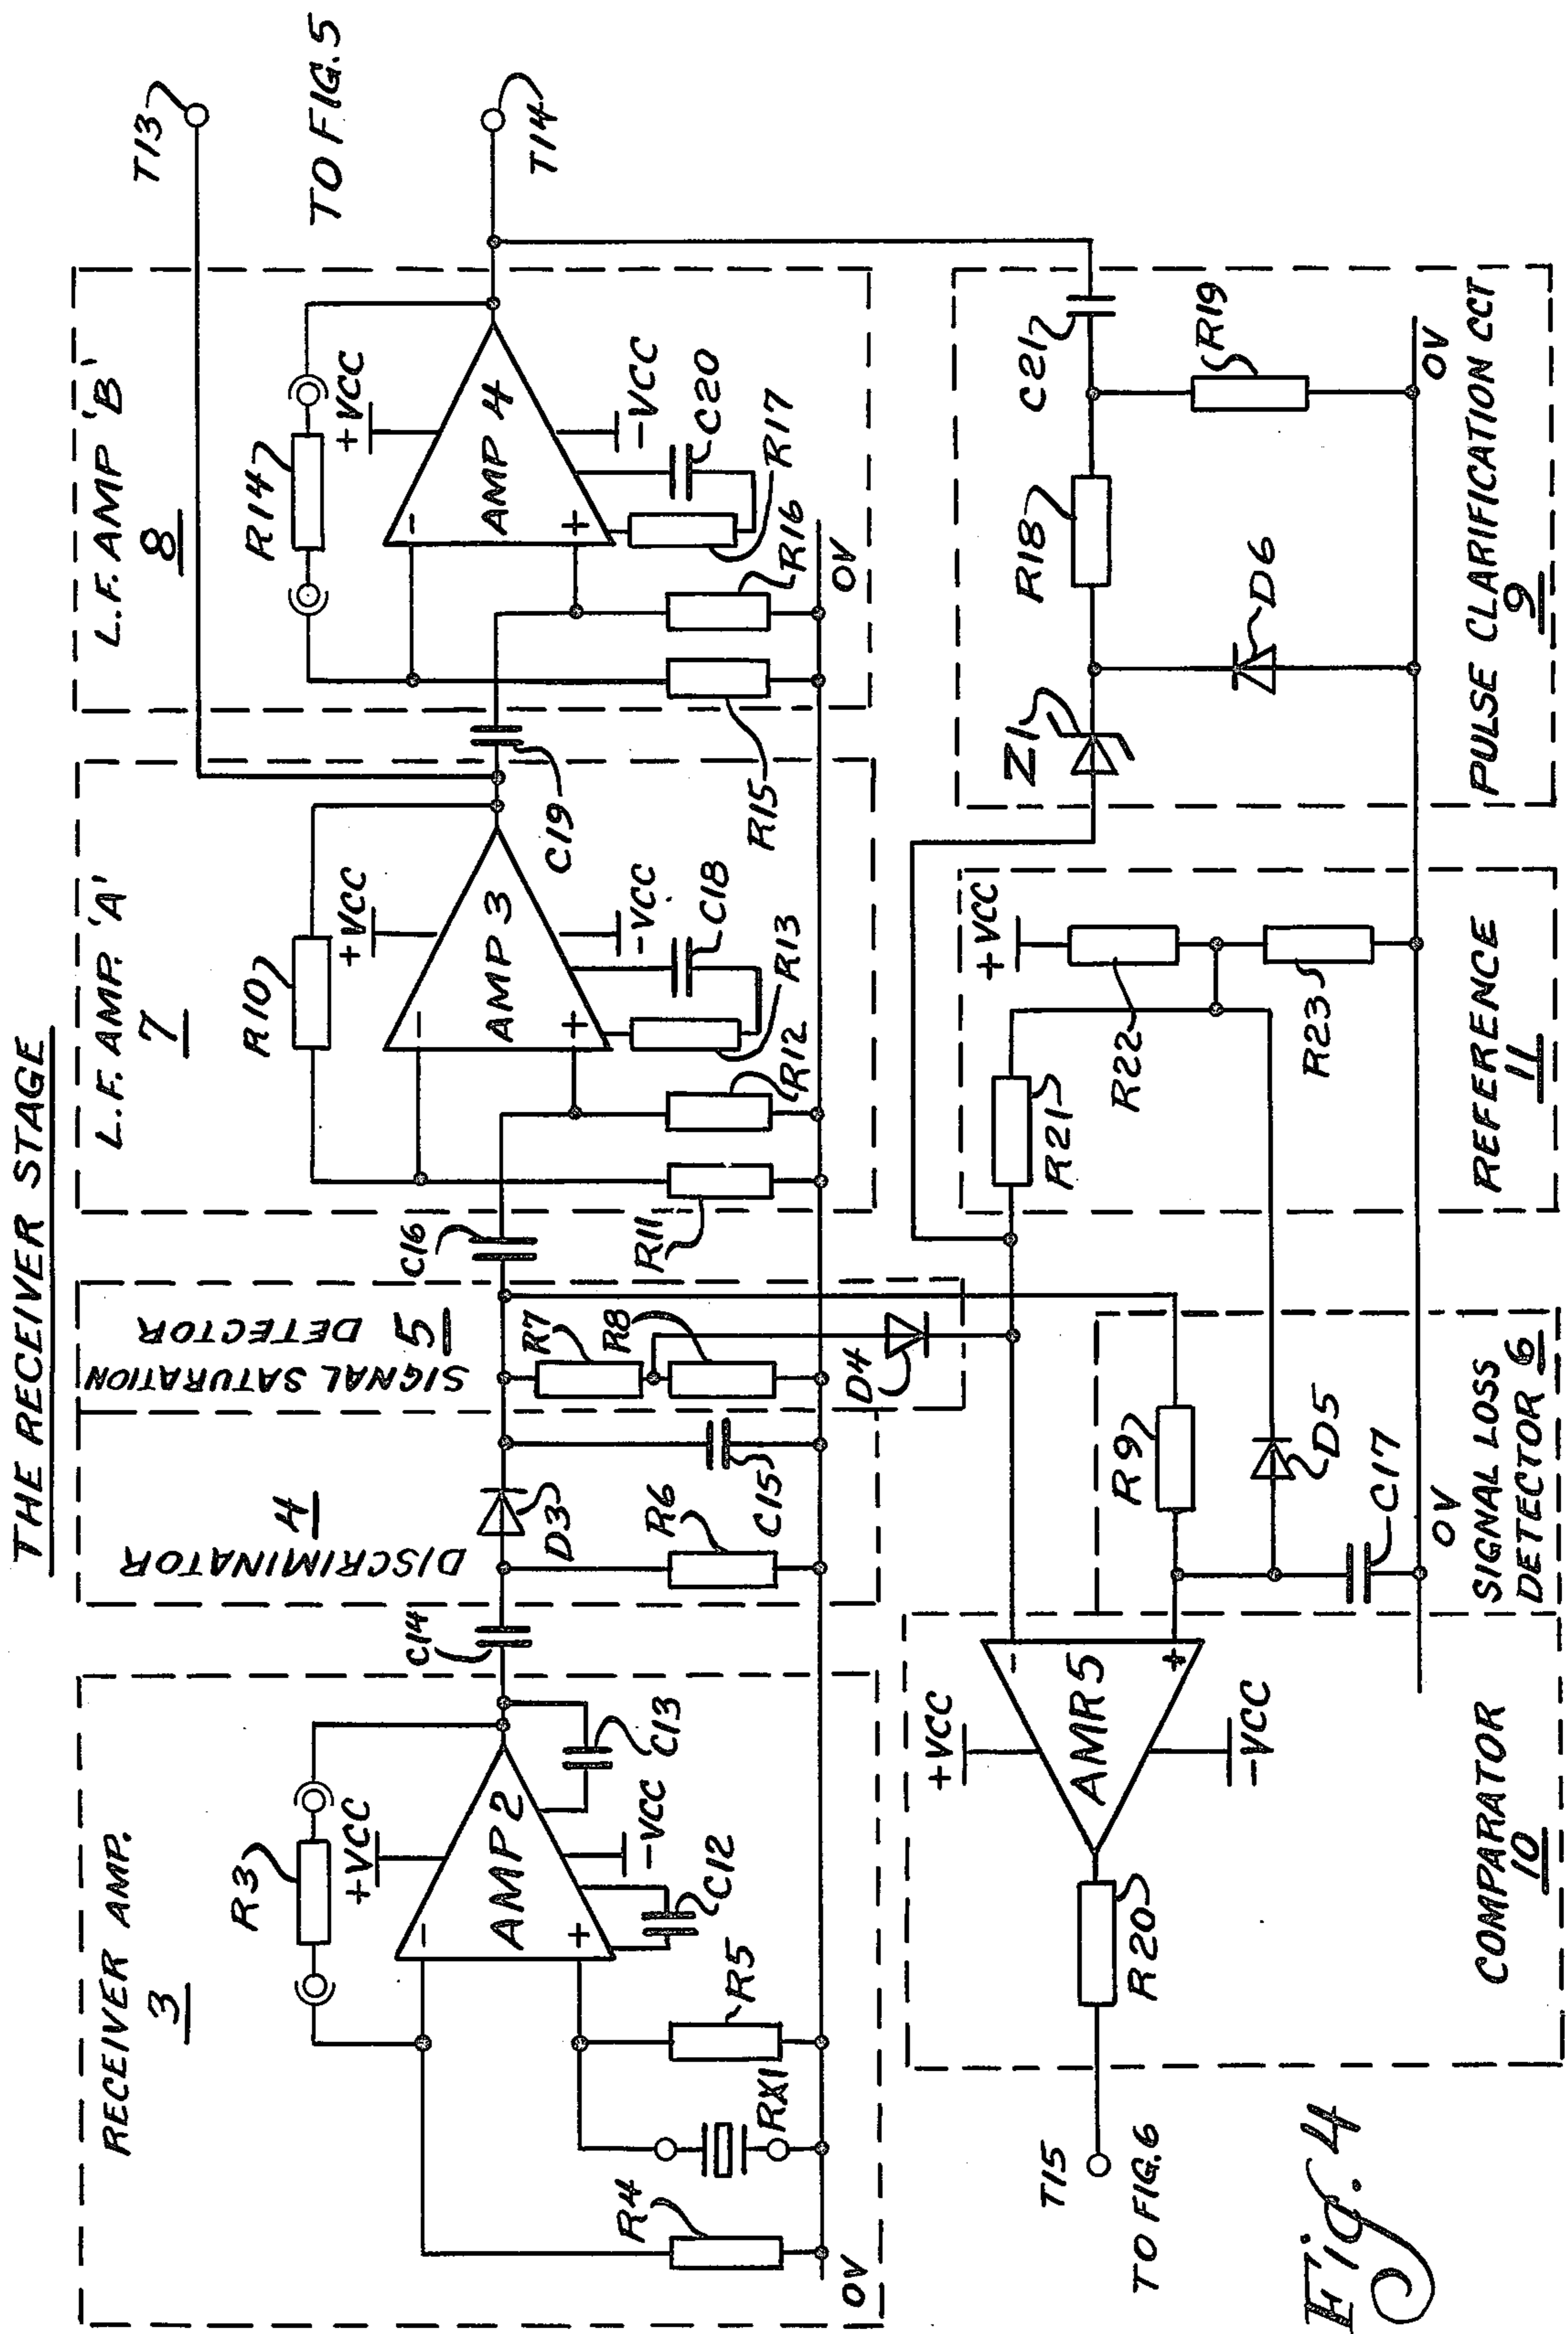 THE RECEIVER STAGE
RECEIVER AMP.
3
R3
+VCC
AMP 2
-
+
-VCC
C13
C12
R5
RX1
R4
0V
C14
DISCRIMINATOR
4
D3
R6
C15
SIGNAL SATURATION
DETECTOR
5
R7
R8
D4
C16
L.F. AMP. 'A'
7
R10
+VCC
AMP 3
-
+
-VCC
C18
R13
R12
R11
C19
L.F. AMP 'B'
8
R14
+VCC
AMP 4
-
+
-VCC
C20
R17
R16
R15
0V
T13
TO FIG. 5
T14
T15
TO FIG. 6
R20
+VCC
AMR5
-
+
-VCC
COMPARATOR
10
R9
D5
C17
0V
SIGNAL LOSS
DETECTOR 6
R21
+VCC
R22
R23
REFERENCE
11
Z1
R18
D6
C21
R19
0V
PULSE CLARIFICATION CCT
9
Fig. 4